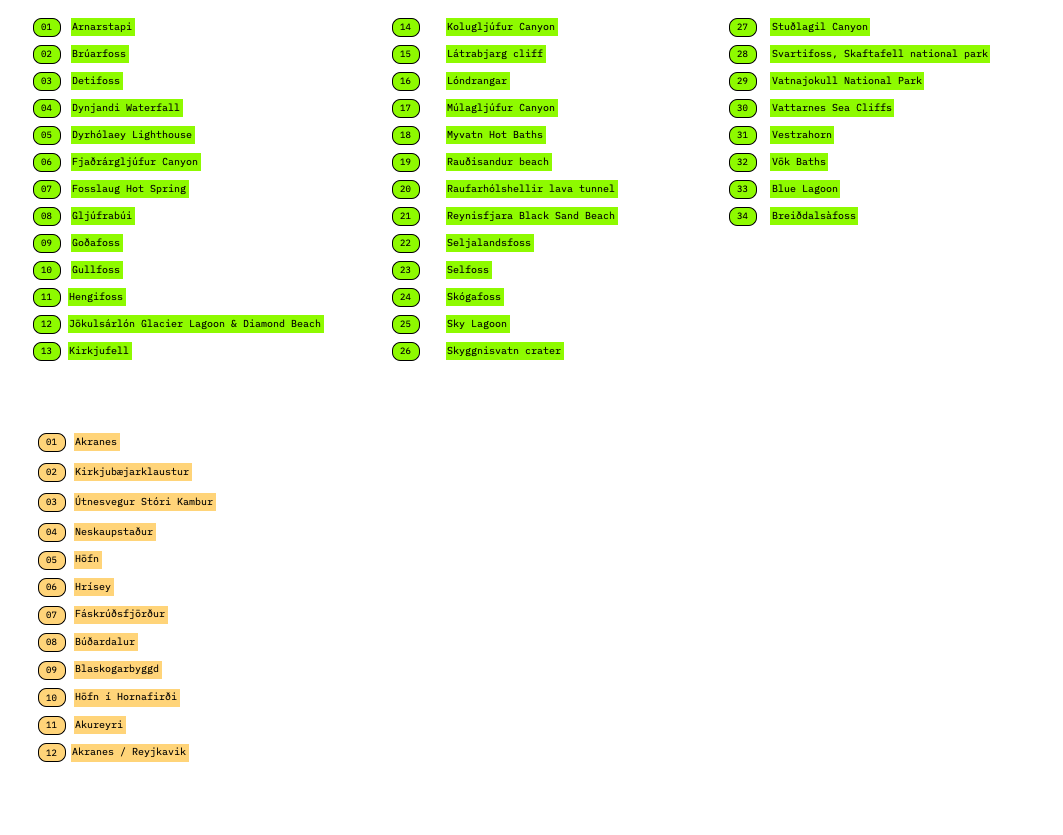 01 Arnarstapi
02 Brúarfoss
03 Detifoss
04 Dynjandi Waterfall
05 Dyrhólaey Lighthouse
06 Fjaðrárgljúfur Canyon
07 Fosslaug Hot Spring
08 Gljúfrabúi
09 Goðafoss
10 Gullfoss
11 Hengifoss
12 Jökulsárlón Glacier Lagoon & Diamond Beach
13 Kirkjufell
14 Kolugljúfur Canyon
15 Látrabjarg cliff
16 Lóndrangar
17 Múlagljúfur Canyon
18 Myvatn Hot Baths
19 Rauðisandur beach
20 Raufarhólshellir lava tunnel
21 Reynisfjara Black Sand Beach
22 Seljalandsfoss
23 Selfoss
24 Skógafoss
25 Sky Lagoon
26 Skyggnisvatn crater
27 Stuðlagil Canyon
28 Svartifoss, Skaftafell national park
29 Vatnajokull National Park
30 Vattarnes Sea Cliffs
31 Vestrahorn
32 Vök Baths
33 Blue Lagoon
34 Breiðdalsàfoss
01 Akranes
02 Kirkjubæjarklaustur
03 Útnesvegur Stóri Kambur
04 Neskaupstaður
05 Höfn
06 Hrísey
07 Fáskrúðsfjörður
08 Búðardalur
09 Blaskogarbyggd
10 Höfn í Hornafirði
11 Akureyri
12 Akranes / Reyjkavik